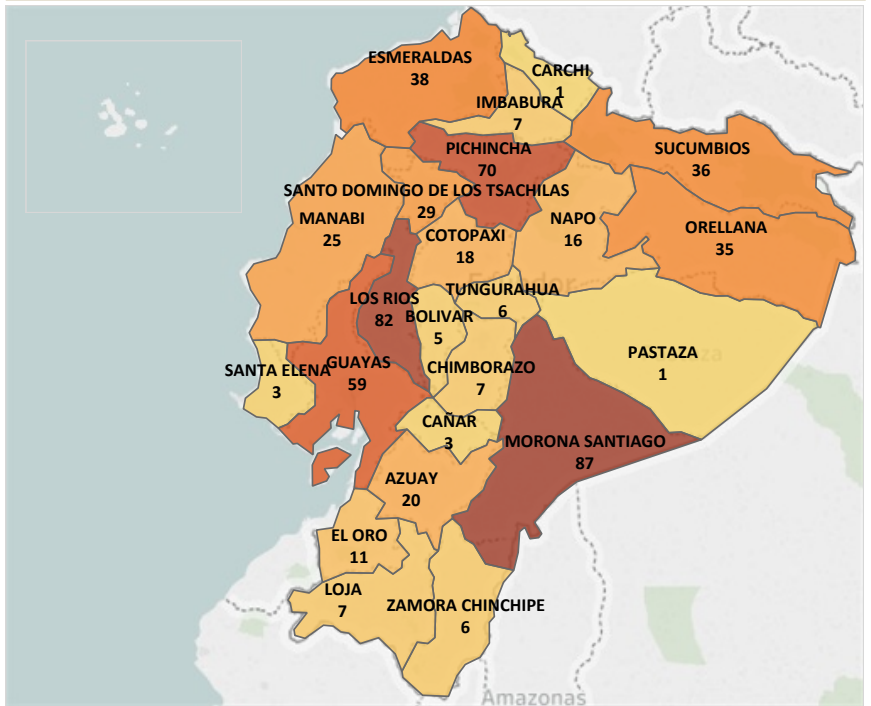 ESMERALDAS
38
CARCHI
1
IMBABURA
7
PICHINCHA
70
SUCUMBIOS
36
SANTO DOMINGO DE LOS TSACHILAS
29
MANABI
25
NAPO
16
ORELLANA
35
COTOPAXI
18
TUNGURAHUA
6
LOS RIOS
82
BOLIVAR
5
PASTAZA
1
SANTA ELENA
3
GUAYAS
59
CHIMBORAZO
7
CAÑAR
3
MORONA SANTIAGO
87
AZUAY
20
EL ORO
11
LOJA
7
ZAMORA CHINCHIPE
6
Amazonas